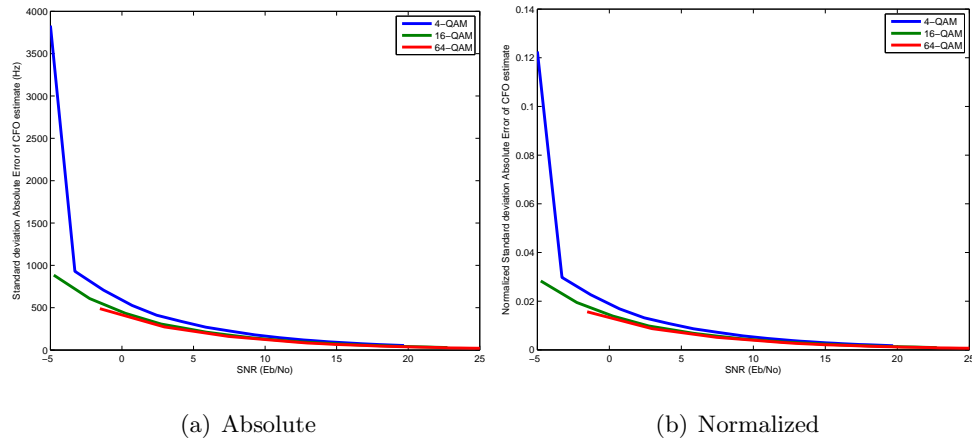 4−QAM
16−QAM
64−QAM
4000
3500
3000
2500
2000
1500
1000
500
0
−5 0 5 10 15 20 25
Standard deviation Absolute Error of CFO estimate (Hz)
SNR (Eb/No)
(a) Absolute
4−QAM
16−QAM
64−QAM
0.14
0.12
0.1
0.08
0.06
0.04
0.02
0
−5 0 5 10 15 20 25
Normalized Standard deviation Absolute Error of CFO estimate
SNR (Eb/No)
(b) Normalized